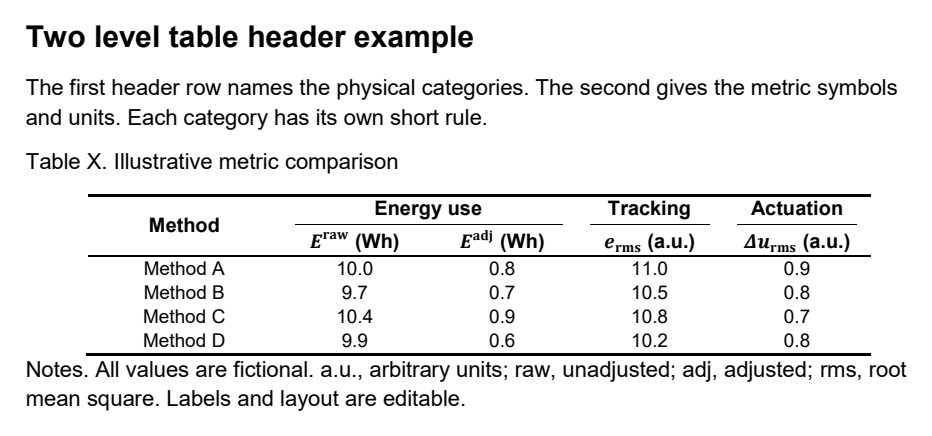 Two level table header example
The first header row names the physical categories. The second gives the metric symbols
and units. Each category has its own short rule.
Table X. Illustrative metric comparison
Method Energy use Tracking Actuation
E^raw (Wh) E^adj (Wh) e_rms (a.u.) Δu_rms (a.u.)
Method A 10.0 0.8 11.0 0.9
Method B 9.7 0.7 10.5 0.8
Method C 10.4 0.9 10.8 0.7
Method D 9.9 0.6 10.2 0.8
Notes. All values are fictional. a.u., arbitrary units; raw, unadjusted; adj, adjusted; rms, root
mean square. Labels and layout are editable.